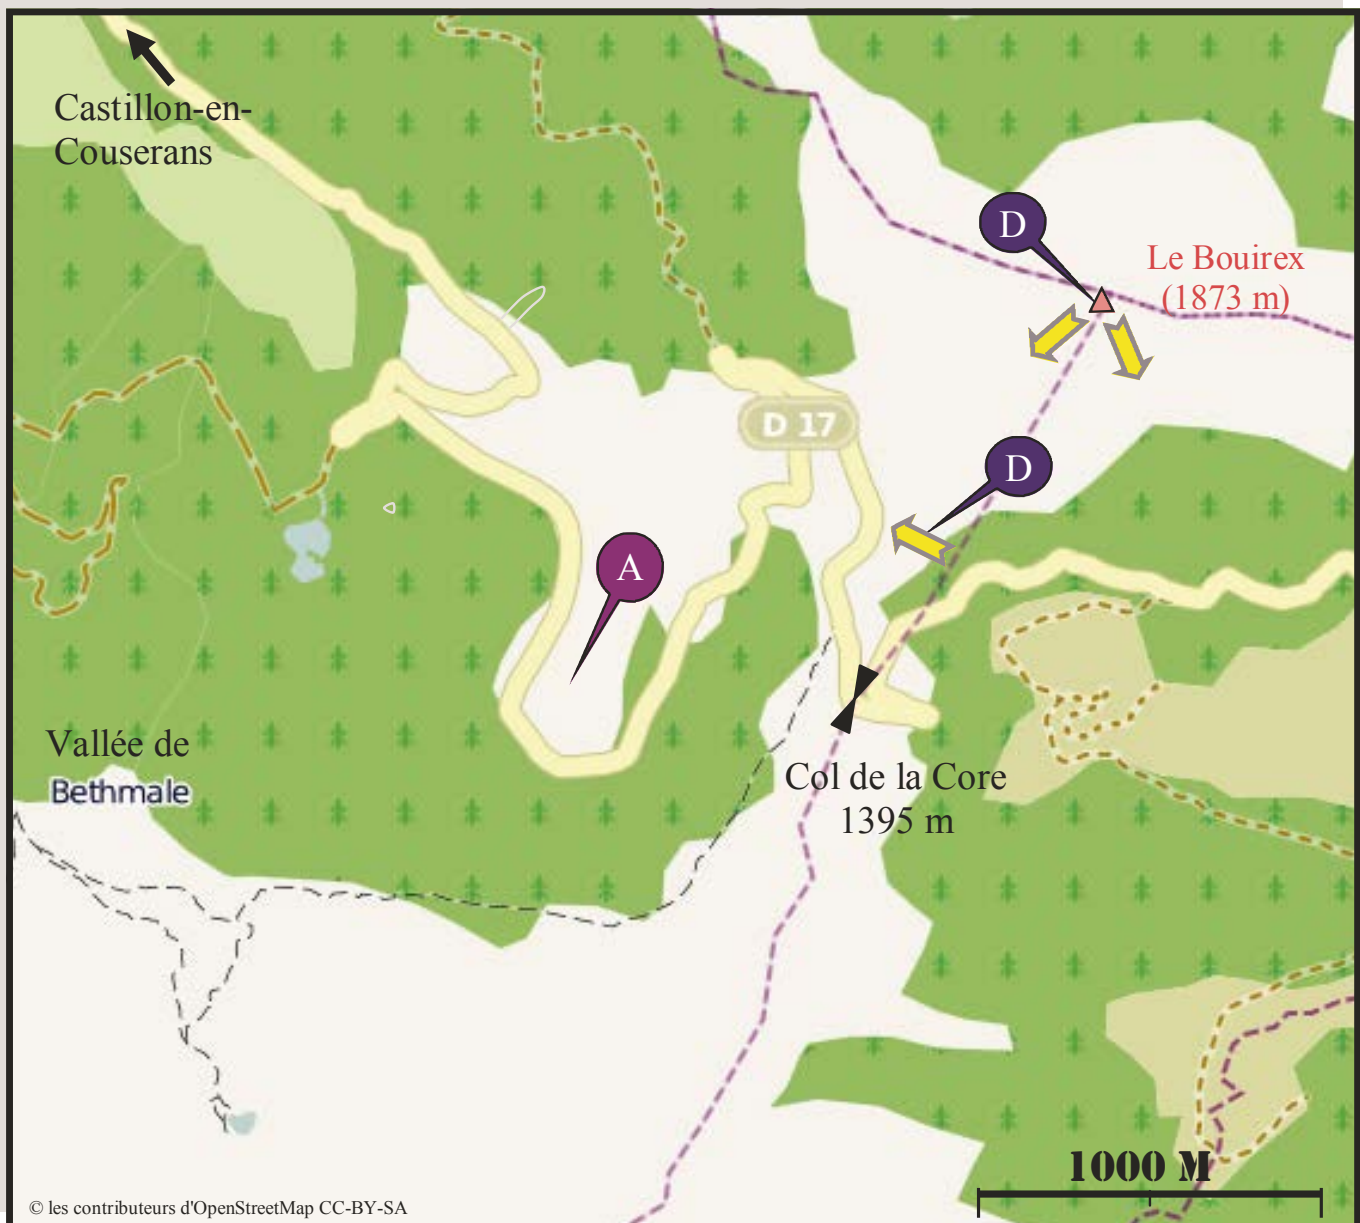 Castillon-en-
Couserans
D
Le Bouirex
(1873 m)
D 17
D
A
Vallée de
Bethmale
Col de la Core
1395 m
1000 M
© les contributeurs d'OpenStreetMap CC-BY-SA